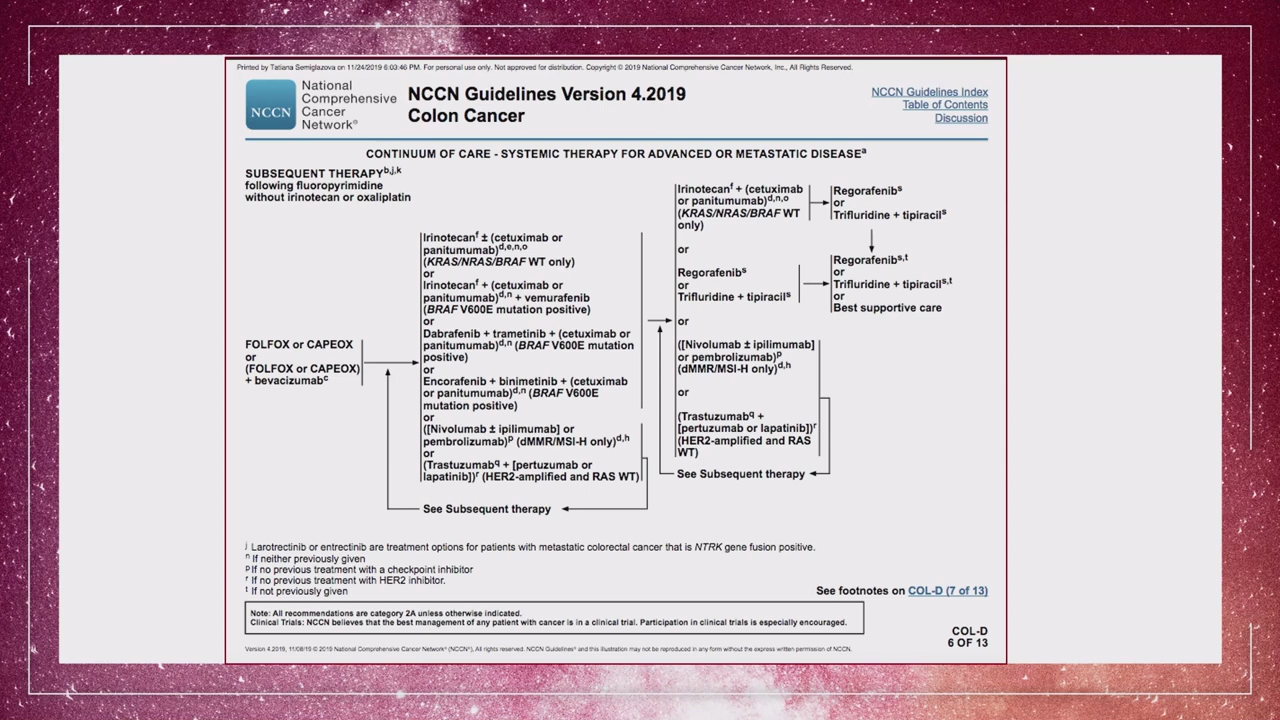 Printed by Tatiana Semiglazova on 11/24/2019 6:03:46 PM. For personal use only. Not approved for distribution. Copyright © 2019 National Comprehensive Cancer Network, Inc., All Rights Reserved.
NCCN
National
Comprehensive
Cancer
Network®
NCCN Guidelines Version 4.2019
Colon Cancer
NCCN Guidelines Index
Table of Contents
Discussion
CONTINUUM OF CARE - SYSTEMIC THERAPY FOR ADVANCED OR METASTATIC DISEASEᵃ
SUBSEQUENT THERAPYᵇ,ʲ,ᵏ
following fluoropyrimidine
without irinotecan or oxaliplatin
FOLFOX or CAPEOX
or
(FOLFOX or CAPEOX)
+ bevacizumabᶜ
Irinotecanᶠ ± (cetuximab or
panitumumab)ᵈ,ᵉ,ⁿ,ᵒ
(KRAS/NRAS/BRAF WT only)
or
Irinotecanᶠ + (cetuximab or
panitumumab)ᵈ,ⁿ + vemurafenib
(BRAF V600E mutation positive)
or
Dabrafenib + trametinib + (cetuximab or
panitumumab)ᵈ,ⁿ (BRAF V600E mutation
positive)
or
Encorafenib + binimetinib + (cetuximab
or panitumumab)ᵈ,ⁿ (BRAF V600E
mutation positive)
or
([Nivolumab ± ipilimumab] or
pembrolizumab)ᵖ (dMMR/MSI-H only)ᵈ,ʰ
or
(Trastuzumab^q + [pertuzumab or
lapatinib])ʳ (HER2-amplified and RAS WT)
See Subsequent therapy
Irinotecanᶠ + (cetuximab
or panitumumab)ᵈ,ⁿ,ᵒ
(KRAS/NRAS/BRAF WT
only)
or
Regorafenibˢ
or
Trifluridine + tipiracilˢ
or
([Nivolumab ± ipilimumab]
or pembrolizumab)ᵖ
(dMMR/MSI-H only)ᵈ,ʰ
or
(Trastuzumab^q +
[pertuzumab or lapatinib])ʳ
(HER2-amplified and RAS
WT)
See Subsequent therapy
Regorafenibˢ
or
Trifluridine + tipiracilˢ
Regorafenibˢ,ᵗ
or
Trifluridine + tipiracilˢ,ᵗ
or
Best supportive care
ʲ Larotrectinib or entrectinib are treatment options for patients with metastatic colorectal cancer that is NTRK gene fusion positive.
ⁿ If neither previously given
ᵖ If no previous treatment with a checkpoint inhibitor
ʳ If no previous treatment with HER2 inhibitor.
ᵗ If not previously given
See footnotes on COL-D (7 of 13)
Note: All recommendations are category 2A unless otherwise indicated.
Clinical Trials: NCCN believes that the best management of any patient with cancer is in a clinical trial. Participation in clinical trials is especially encouraged.
COL-D
6 OF 13
Version 4.2019, 11/08/19 © 2019 National Comprehensive Cancer Network® (NCCN®), All rights reserved. NCCN Guidelines® and this illustration may not be reproduced in any form without the express written permission of NCCN.